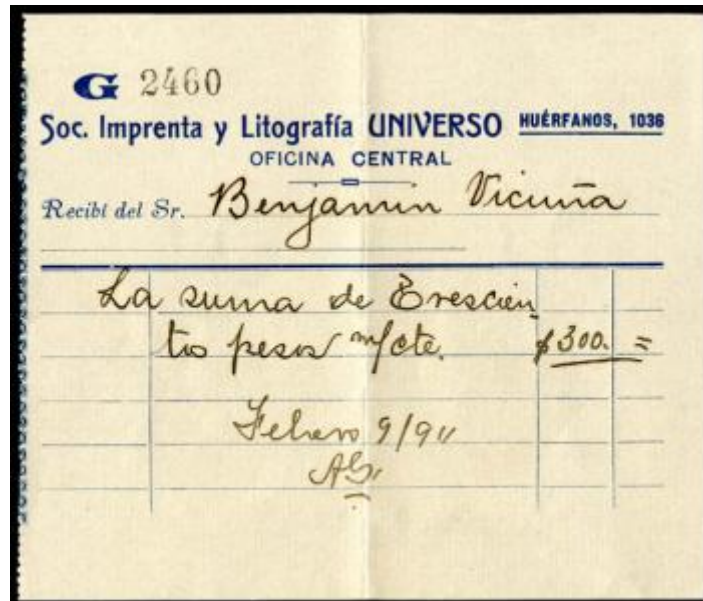 G 2460
Soc. Imprenta y Litografía UNIVERSO HUÉRFANOS, 1036
OFICINA CENTRAL
Recibí del Sr. Benjamin Vicuña
La suma de Trescien
tos pesos m/cte. $300. =
Febrero 9/911